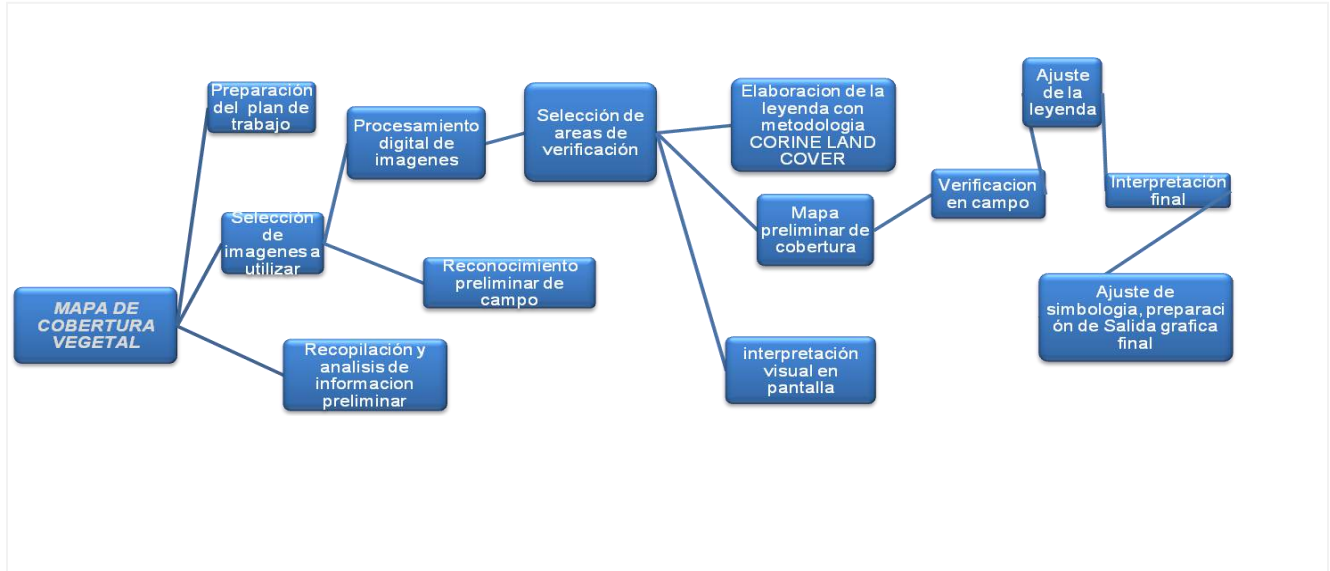 MAPA DE
COBERTURA
VEGETAL
Preparación
del plan de
trabajo
Selección
de
imagenes a
utilizar
Recopilación y
analisis de
informacion
preliminar
Procesamiento
digital de
imagenes
Reconocimiento
preliminar de
campo
Selección de
areas de
verificación
Elaboracion de la
leyenda con
metodologia
CORINE LAND
COVER
Mapa
preliminar de
cobertura
interpretación
visual en
pantalla
Verificacion
en campo
Ajuste
de la
leyenda
Interpretación
final
Ajuste de
simbologia, preparaci
ón de Salida grafica
final